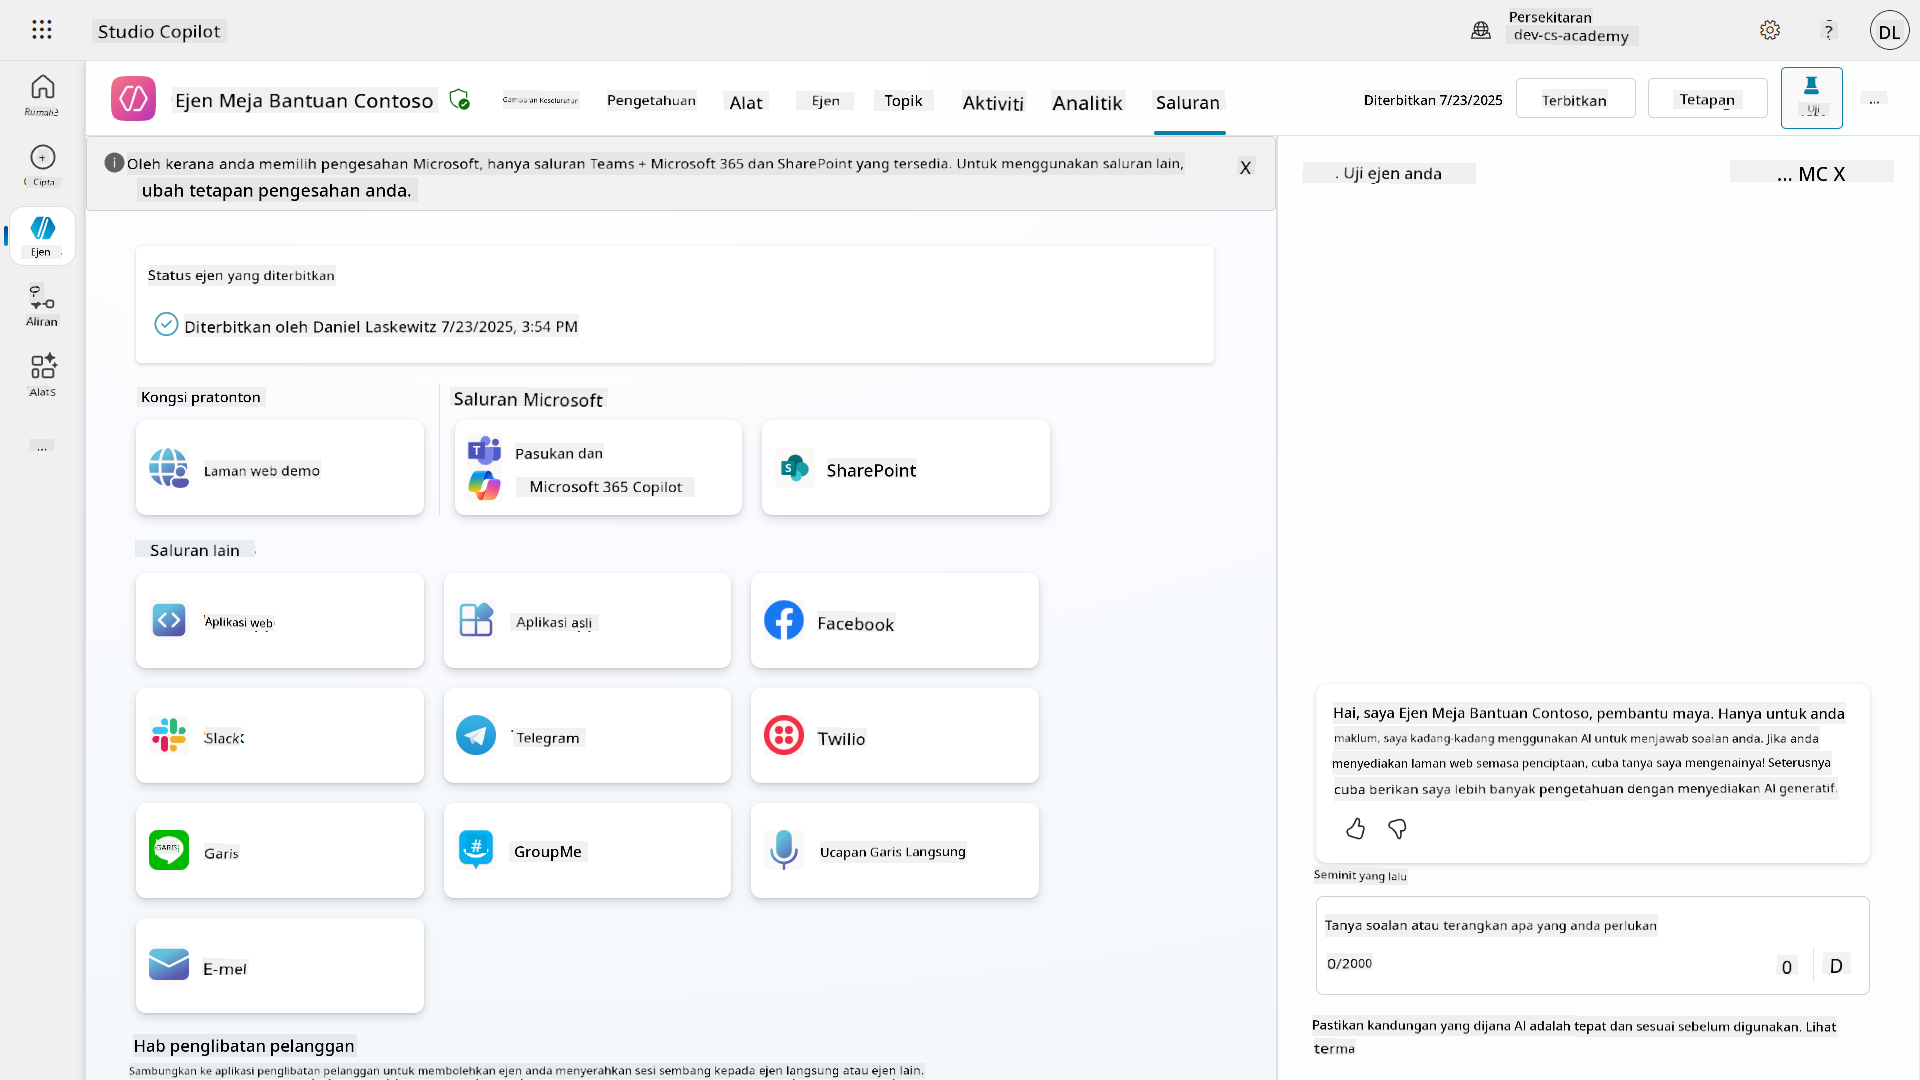 Studio Copilot
Persekitaran
dev-cs-academy
?
DL
Rumah
Cipta
Ejen
Aliran
Alat
...
Ejen Meja Bantuan Contoso
Gambaran Keseluruhan
Pengetahuan
Alat
Ejen
Topik
Aktiviti
Analitik
Saluran
Diterbitkan 7/23/2025
Terbitkan
Tetapan
Uji
...
Oleh kerana anda memilih pengesahan Microsoft, hanya saluran Teams + Microsoft 365 dan SharePoint yang tersedia. Untuk menggunakan saluran lain,
ubah tetapan pengesahan anda.
X
Status ejen yang diterbitkan
Diterbitkan oleh Daniel Laskewitz 7/23/2025, 3:54 PM
Kongsi pratonton
Saluran Microsoft
Laman web demo
Pasukan dan
Microsoft 365 Copilot
SharePoint
Saluran lain
Aplikasi web
Aplikasi asli
Facebook
Slack
Telegram
Twilio
GARIS
Garis
GroupMe
Ucapan Garis Langsung
E-mel
Hab penglibatan pelanggan
Sambungkan ke aplikasi penglibatan pelanggan untuk membolehkan ejen anda menyerahkan sesi sembang kepada ejen langsung atau ejen lain.
. Uji ejen anda
... MC X
Hai, saya Ejen Meja Bantuan Contoso, pembantu maya. Hanya untuk anda
maklum, saya kadang-kadang menggunakan AI untuk menjawab soalan anda. Jika anda
menyediakan laman web semasa penciptaan, cuba tanya saya mengenainya! Seterusnya
cuba berikan saya lebih banyak pengetahuan dengan menyediakan AI generatif.
Seminit yang lalu
Tanya soalan atau terangkan apa yang anda perlukan
0/2000
0
D
Pastikan kandungan yang dijana AI adalah tepat dan sesuai sebelum digunakan. Lihat
terma